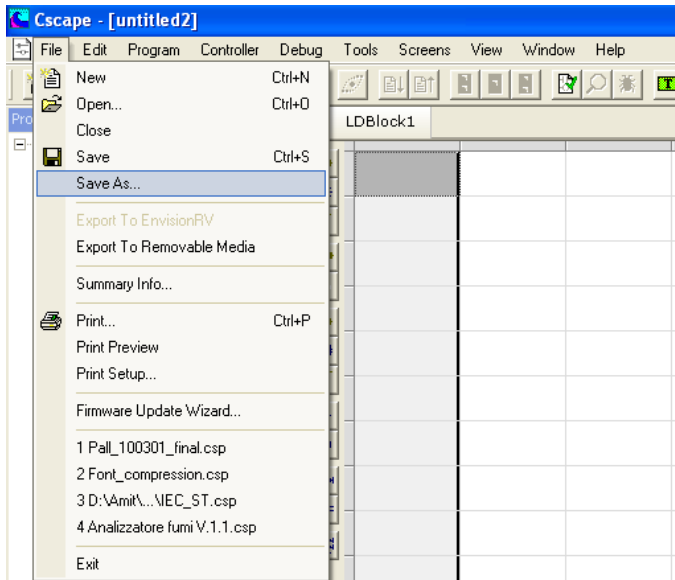 Cscape - [untitled2]
File Edit Program Controller Debug Tools Screens View Window Help
New Ctrl+N
Open... Ctrl+O
LDBlock1
Close
Save Ctrl+S
Save As...
Export To EnvisionRV
Export To Removable Media
Summary Info...
Print... Ctrl+P
Print Preview
Print Setup...
Firmware Update Wizard...
1 Pall_100301_final.csp
2 Font_compression.csp
3 D:\Amit\...\IEC_ST.csp
4 Analizzatore fumi V.1.1.csp
Exit